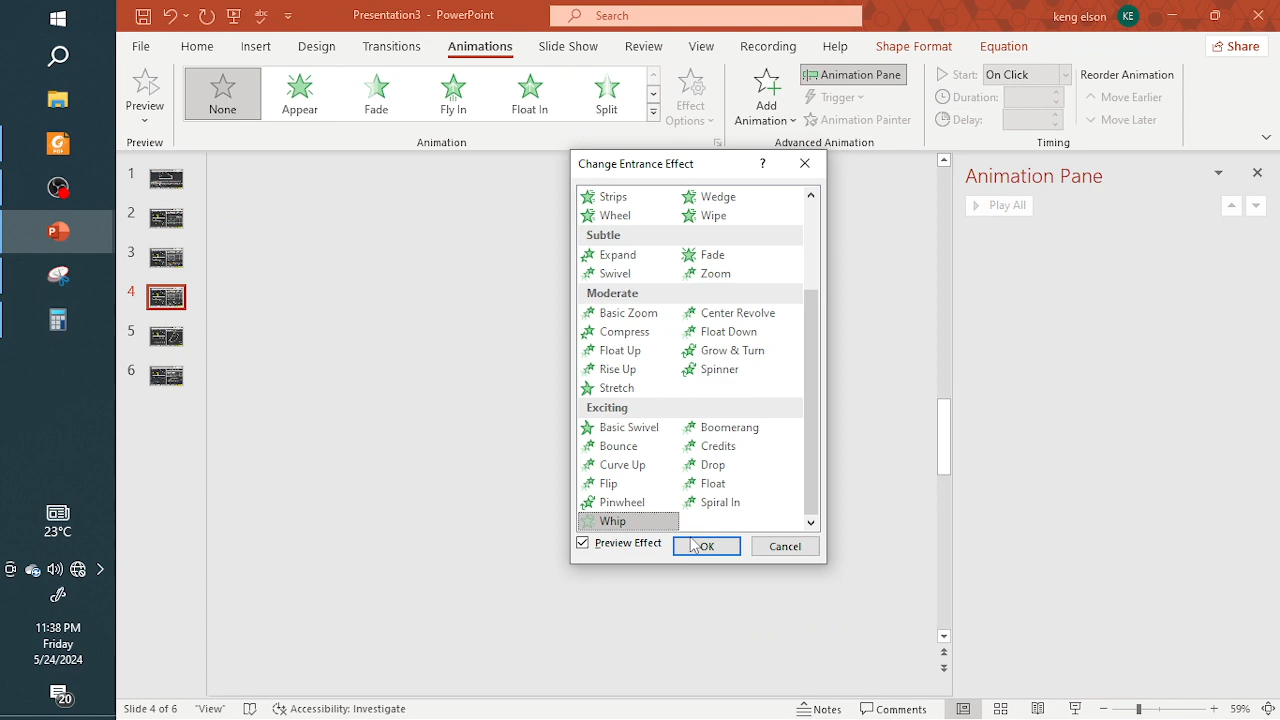 Presentation3 - PowerPoint
Search
keng elson
KE
File Home Insert Design Transitions Animations Slide Show Review View Recording Help Shape Format Equation
Share
Preview
None
Appear
Fade
Fly In
Float In
Split
Effect
Options
Add
Animation
Animation Pane
Trigger
Animation Painter
Start: On Click
Duration:
Delay:
Reorder Animation
Move Earlier
Move Later
Preview
Animation
Advanced Animation
Timing
Change Entrance Effect
?
Strips Wedge
Wheel Wipe
Subtle
Expand Fade
Swivel Zoom
Moderate
Basic Zoom Center Revolve
Compress Float Down
Float Up Grow & Turn
Rise Up Spinner
Stretch
Exciting
Basic Swivel Boomerang
Bounce Credits
Curve Up Drop
Flip Float
Pinwheel Spiral In
Whip
Preview Effect OK Cancel
Animation Pane
Play All
1
2
3
4
5
6
23°C
11:38 PM
Friday
5/24/2024
20
Slide 4 of 6 "View" Accessibility: Investigate
Notes Comments 59%